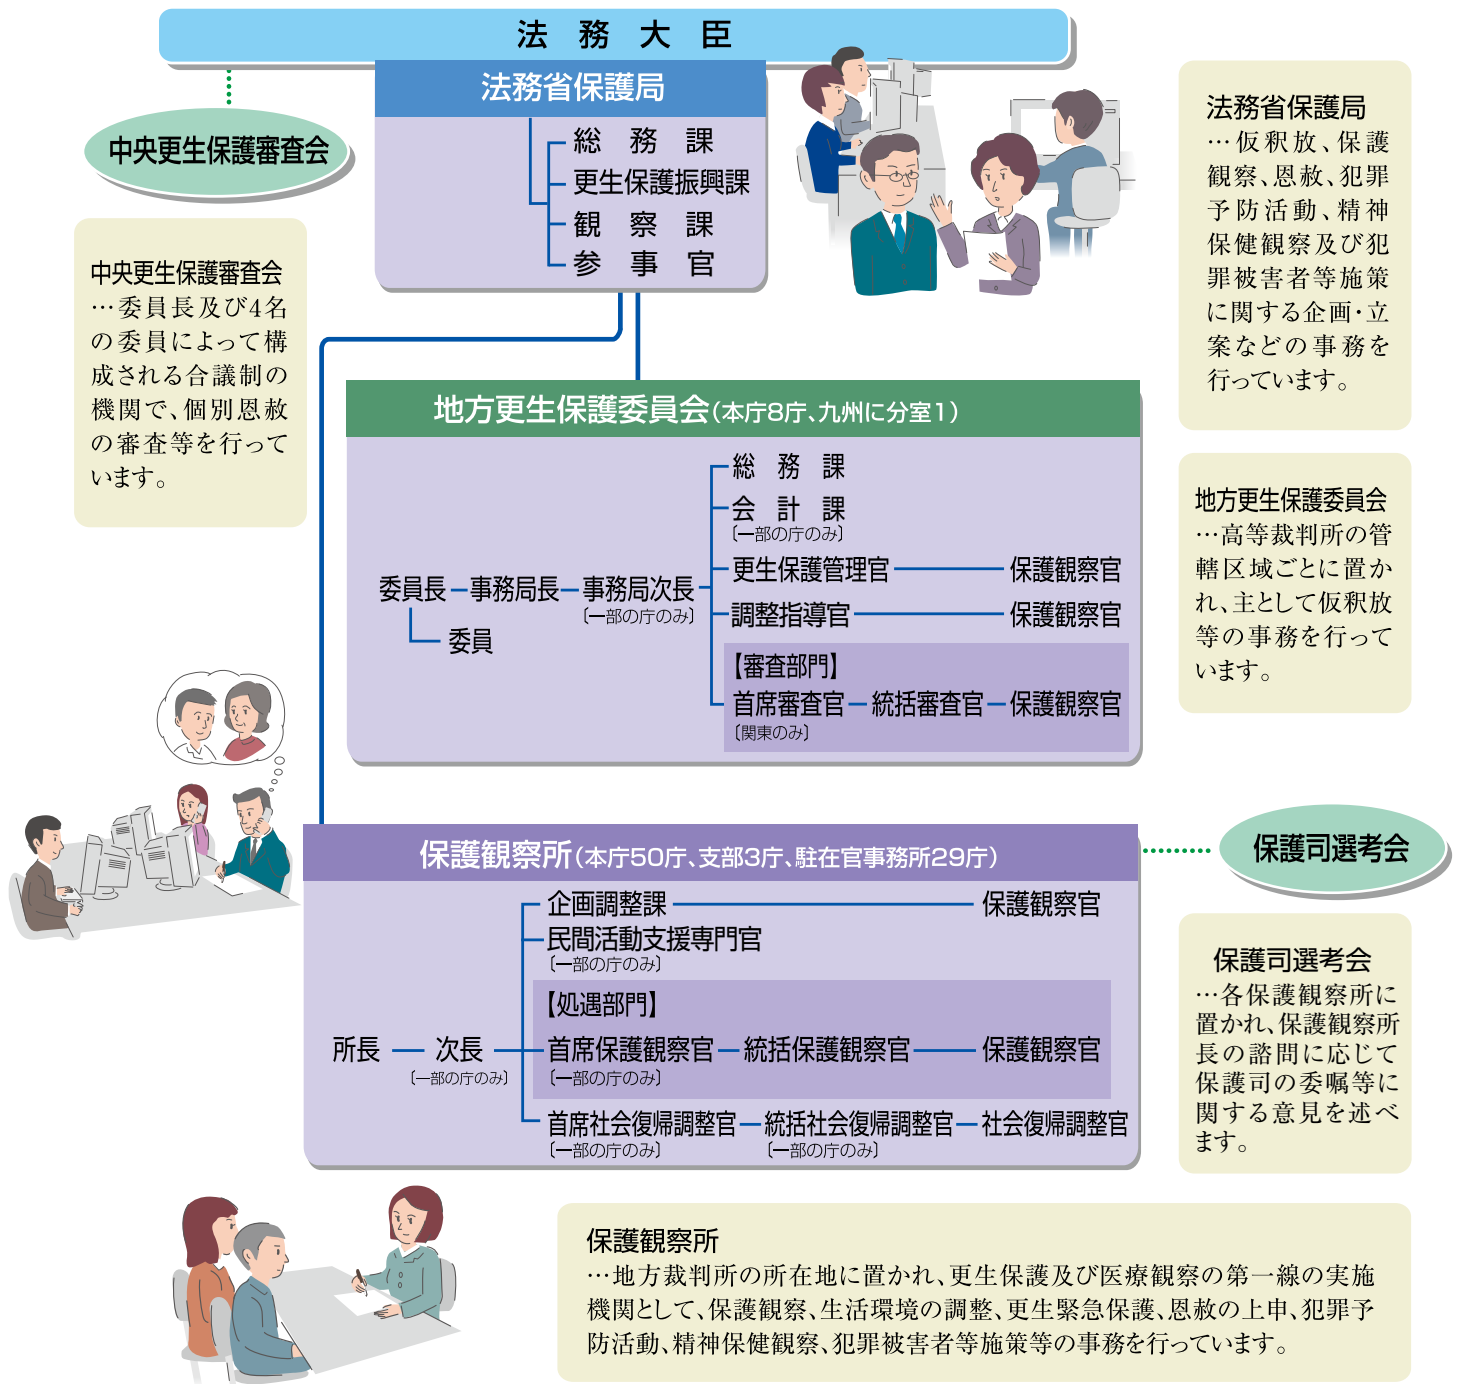 法務大臣
法務省保護局
総務課
更生保護振興課
観察課
参事官
中央更生保護審査会
中央更生保護審査会
…委員長及び4名
の委員によって構
成される合議制の
機関で、個別恩赦
の審査等を行って
います。
法務省保護局
…仮釈放、保護
観察、恩赦、犯罪
予防活動、精神
保健観察及び犯
罪被害者等施策
に関する企画・立
案などの事務を
行っています。
地方更生保護委員会(本庁8庁、九州に分室1)
総務課
会計課
〔一部の庁のみ〕
更生保護管理官
保護観察官
委員長
事務局長
事務局次長
〔一部の庁のみ〕
調整指導官
保護観察官
委員
【審査部門】
首席審査官
統括審査官
保護観察官
〔関東のみ〕
地方更生保護委員会
…高等裁判所の管
轄区域ごとに置か
れ、主として仮釈放
等の事務を行って
います。
保護観察所(本庁50庁、支部3庁、駐在官事務所29庁)
企画調整課
保護観察官
民間活動支援専門官
〔一部の庁のみ〕
【処遇部門】
所長
次長
〔一部の庁のみ〕
首席保護観察官
統括保護観察官
保護観察官
〔一部の庁のみ〕
首席社会復帰調整官
統括社会復帰調整官
社会復帰調整官
〔一部の庁のみ〕
〔一部の庁のみ〕
保護司選考会
保護司選考会
…各保護観察所に
置かれ、保護観察所
長の諮問に応じて
保護司の委嘱等に
関する意見を述べ
ます。
保護観察所
…地方裁判所の所在地に置かれ、更生保護及び医療観察の第一線の実施
機関として、保護観察、生活環境の調整、更生緊急保護、恩赦の上申、犯罪予
防活動、精神保健観察、犯罪被害者等施策等の事務を行っています。